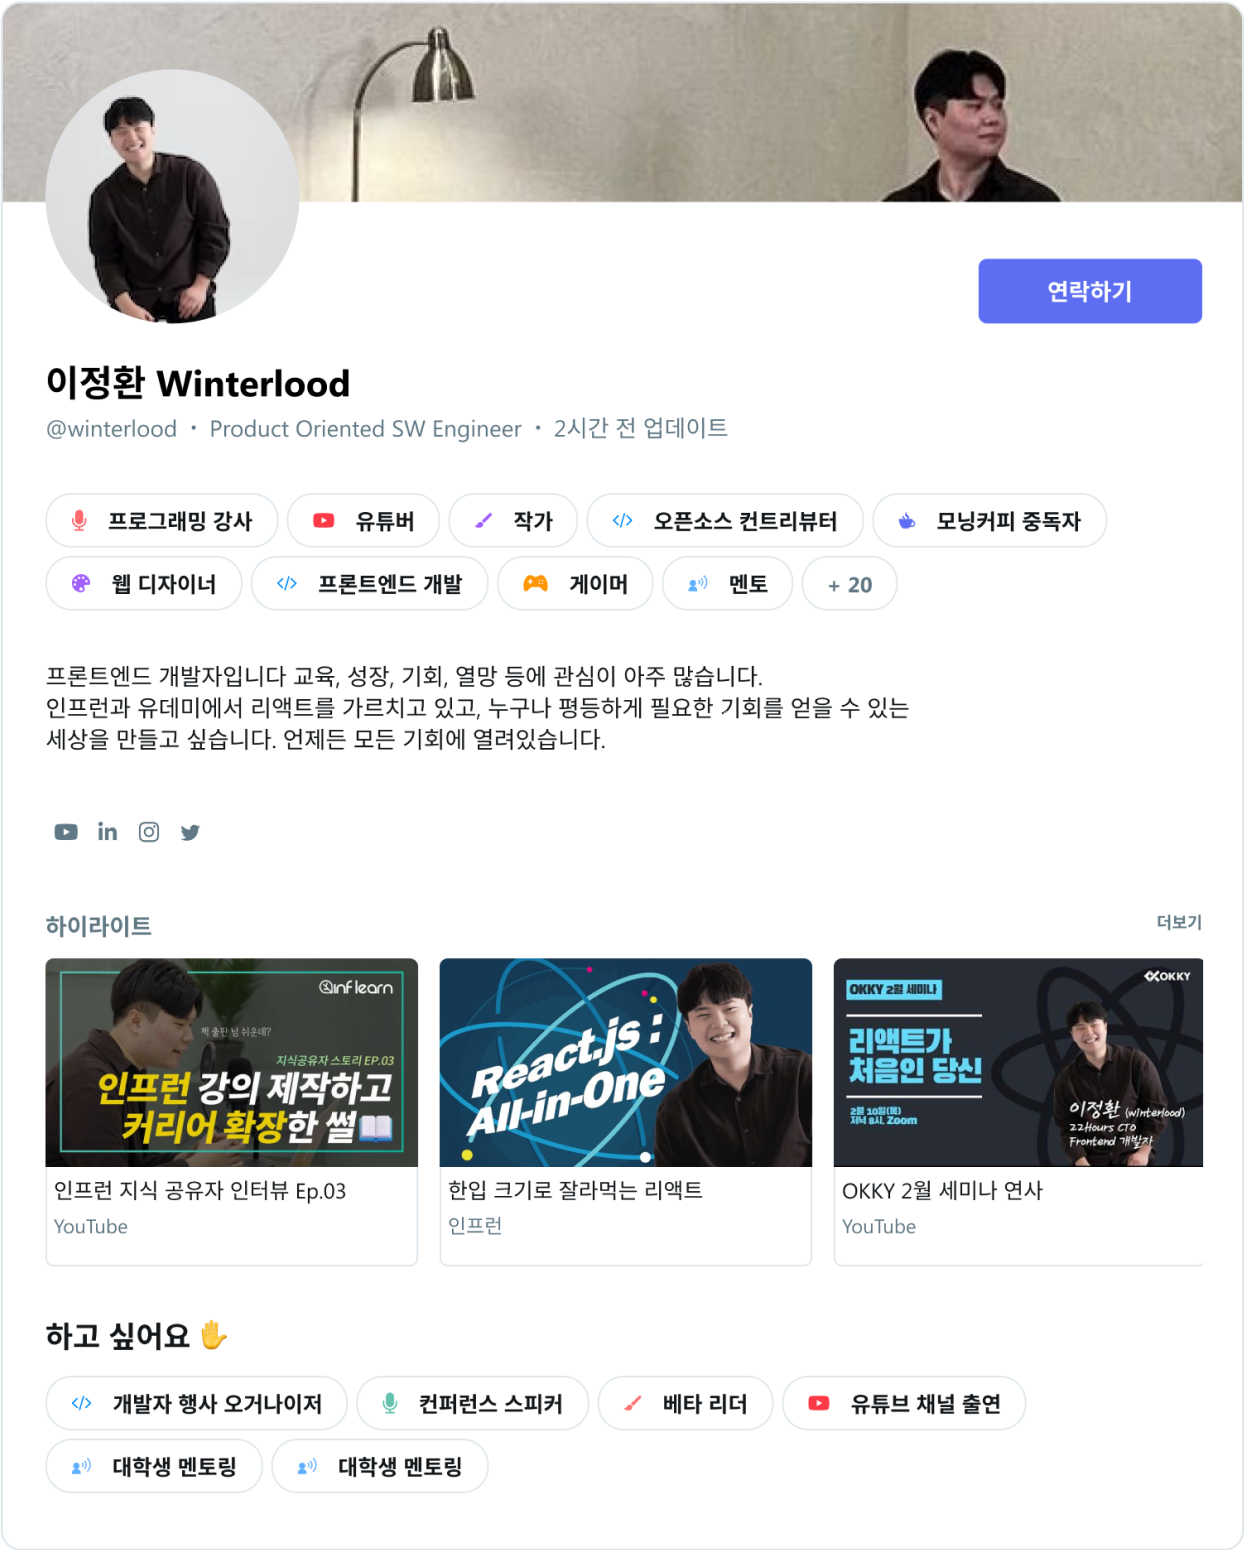 연락하기
이정환 Winterlood
@winterlood · Product Oriented SW Engineer · 2시간 전 업데이트
프로그래밍 강사 유튜버 작가 오픈소스 컨트리뷰터 모닝커피 중독자
웹 디자이너 프론트엔드 개발 게이머 멘토 + 20
프론트엔드 개발자입니다 교육, 성장, 기회, 열망 등에 관심이 아주 많습니다.
인프런과 유데미에서 리액트를 가르치고 있고, 누구나 평등하게 필요한 기회를 얻을 수 있는
세상을 만들고 싶습니다. 언제든 모든 기회에 열려있습니다.
하이라이트
더보기
inflearn
책 출판 넘 쉬운데?
지식공유자 스토리 EP.03
인프런 강의 제작하고
커리어 확장한 썰
인프런 지식 공유자 인터뷰 Ep.03
YouTube
React.js :
All-in-One
한입 크기로 잘라먹는 리액트
인프런
OKKY
OKKY 2월 세미나
리액트가
처음인 당신
2월 10일(목)
저녁 8시, Zoom
이정환 (winterlood)
22Hours CTO
Frontend 개발자
OKKY 2월 세미나 연사
YouTube
하고 싶어요 ✋
개발자 행사 오거나이저 컨퍼런스 스피커 베타 리더 유튜브 채널 출연
대학생 멘토링 대학생 멘토링